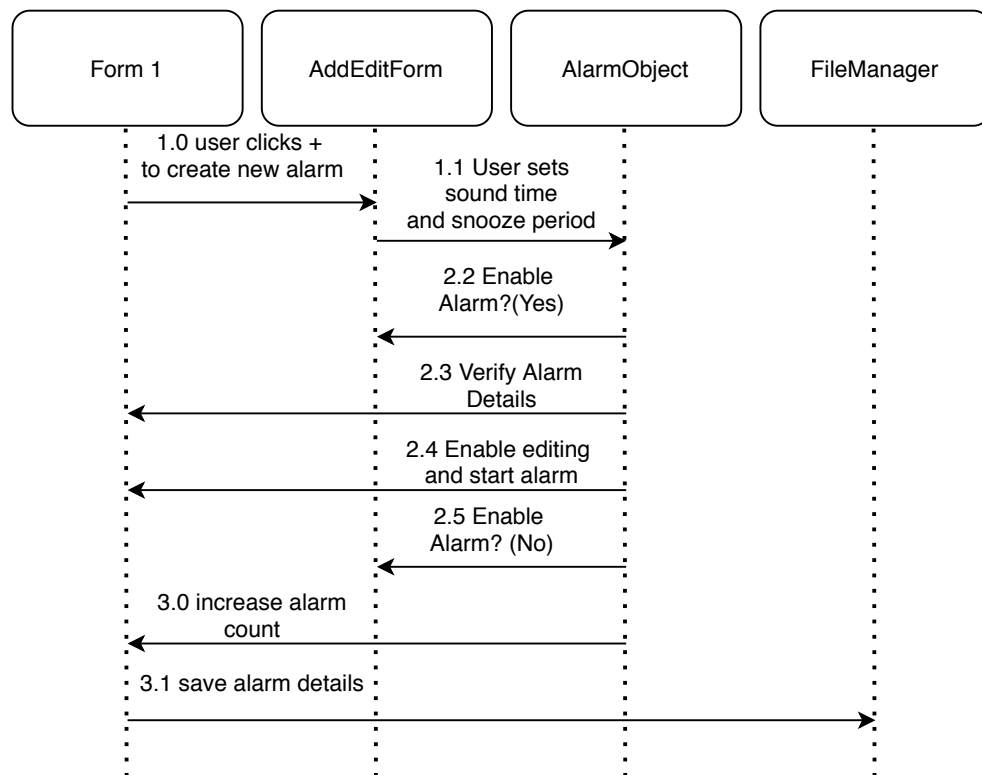 Form 1
AddEditForm
AlarmObject
FileManager
1.0 user clicks +
to create new alarm
1.1 User sets
sound time
and snooze period
2.2 Enable
Alarm?(Yes)
2.3 Verify Alarm
Details
2.4 Enable editing
and start alarm
2.5 Enable
Alarm? (No)
3.0 increase alarm
count
3.1 save alarm details